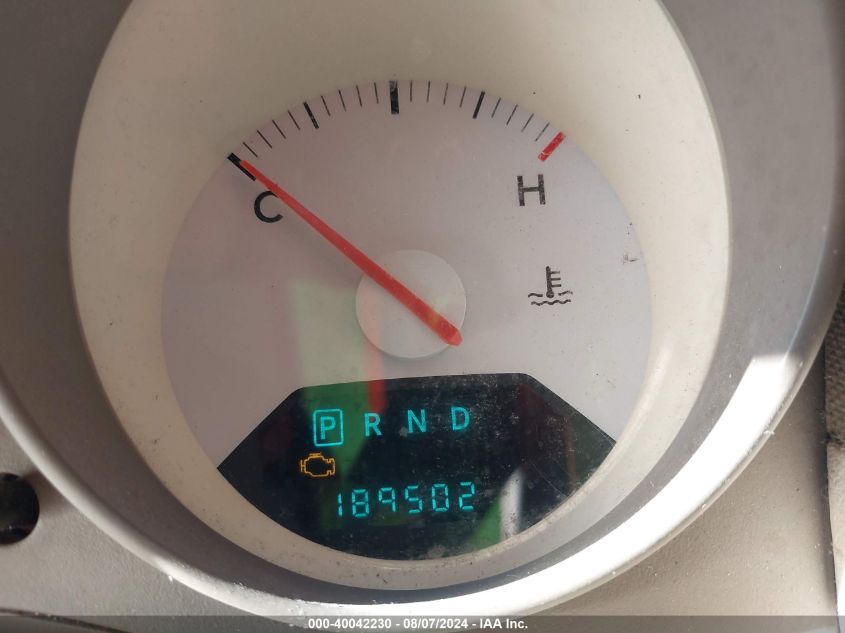 C
H
P R N D
189502
000-40042230 - 08/07/2024 - IAA Inc.